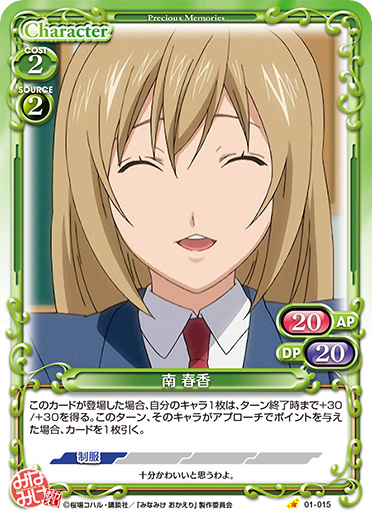 Precious Memories
Character
COST
2
SOURCE
2
20 AP
DP 20
南 春香
このカードが登場した場合、自分のキャラ1枚は、ターン終了時まで+30
/+30を得る。このターン、そのキャラがアプローチでポイントを与え
た場合、カードを1枚引く。
制服
十分かわいいと思うわよ。
みなみけ
©桜場コハル・講談社／「みなみけ おかえり」製作委員会
01-015